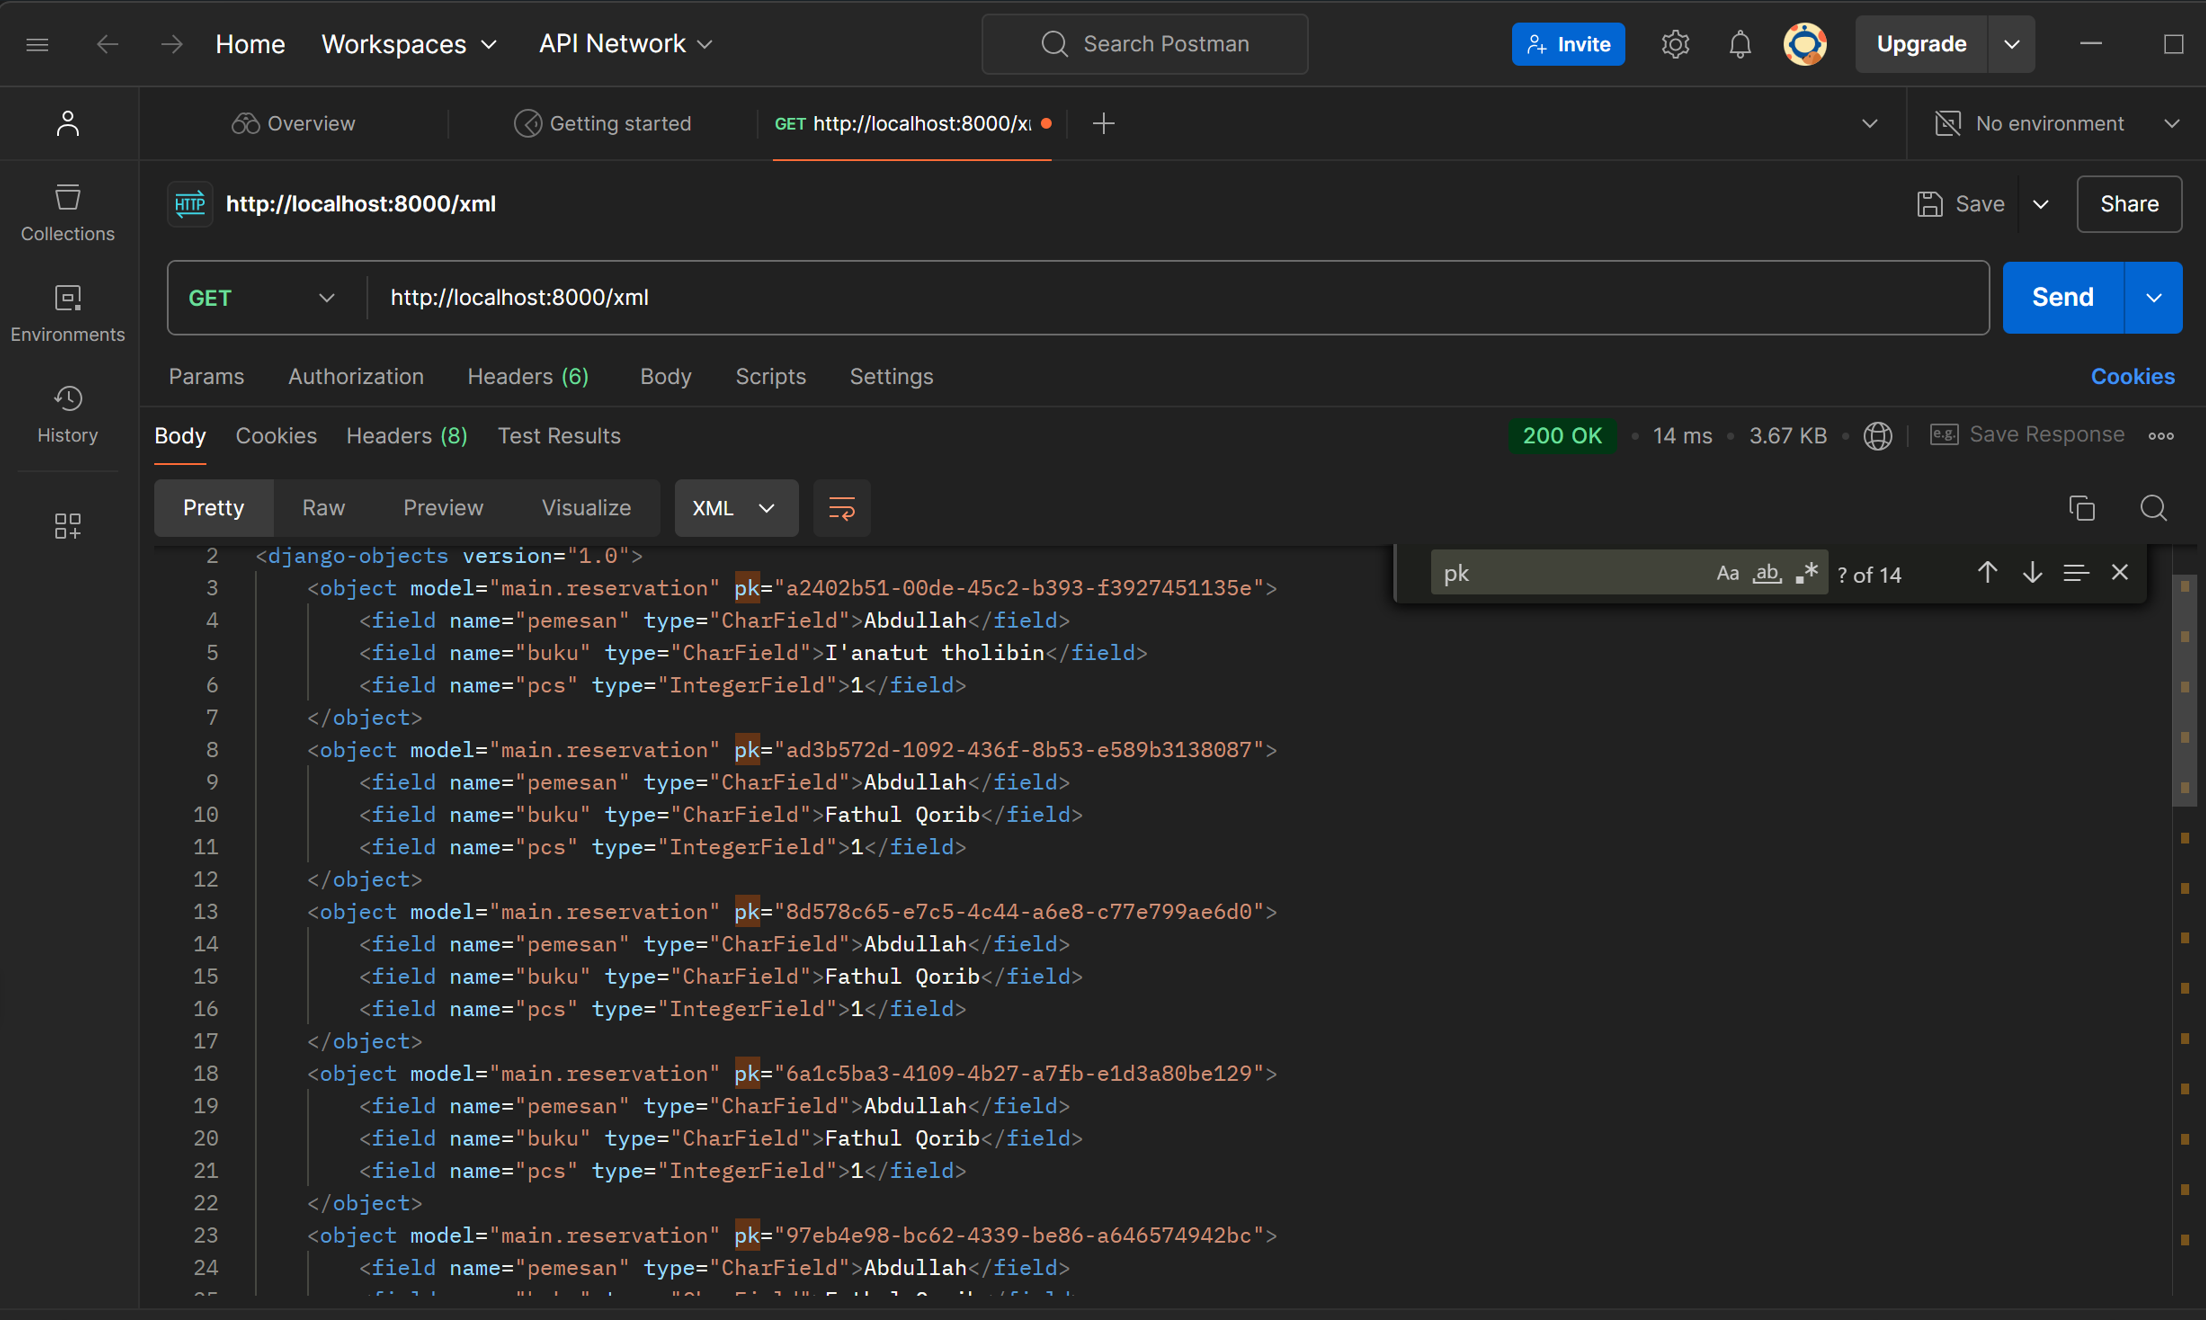 Home Workspaces API Network Search Postman Invite Upgrade
Overview Getting started GET http://localhost:8000/x No environment
HTTP http://localhost:8000/xml Save Share
Collections
GET http://localhost:8000/xml Send
Environments
Params Authorization Headers (6) Body Scripts Settings Cookies
History
Body Cookies Headers (8) Test Results 200 OK 14 ms 3.67 KB e.g. Save Response
Pretty Raw Preview Visualize XML
pk Aa ab .* ? of 14
2 <django-objects version="1.0">
3 <object model="main.reservation" pk="a2402b51-00de-45c2-b393-f3927451135e">
4 <field name="pemesan" type="CharField">Abdullah</field>
5 <field name="buku" type="CharField">I'anatut tholibin</field>
6 <field name="pcs" type="IntegerField">1</field>
7 </object>
8 <object model="main.reservation" pk="ad3b572d-1092-436f-8b53-e589b3138087">
9 <field name="pemesan" type="CharField">Abdullah</field>
10 <field name="buku" type="CharField">Fathul Qorib</field>
11 <field name="pcs" type="IntegerField">1</field>
12 </object>
13 <object model="main.reservation" pk="8d578c65-e7c5-4c44-a6e8-c77e799ae6d0">
14 <field name="pemesan" type="CharField">Abdullah</field>
15 <field name="buku" type="CharField">Fathul Qorib</field>
16 <field name="pcs" type="IntegerField">1</field>
17 </object>
18 <object model="main.reservation" pk="6a1c5ba3-4109-4b27-a7fb-e1d3a80be129">
19 <field name="pemesan" type="CharField">Abdullah</field>
20 <field name="buku" type="CharField">Fathul Qorib</field>
21 <field name="pcs" type="IntegerField">1</field>
22 </object>
23 <object model="main.reservation" pk="97eb4e98-bc62-4339-be86-a646574942bc">
24 <field name="pemesan" type="CharField">Abdullah</field>